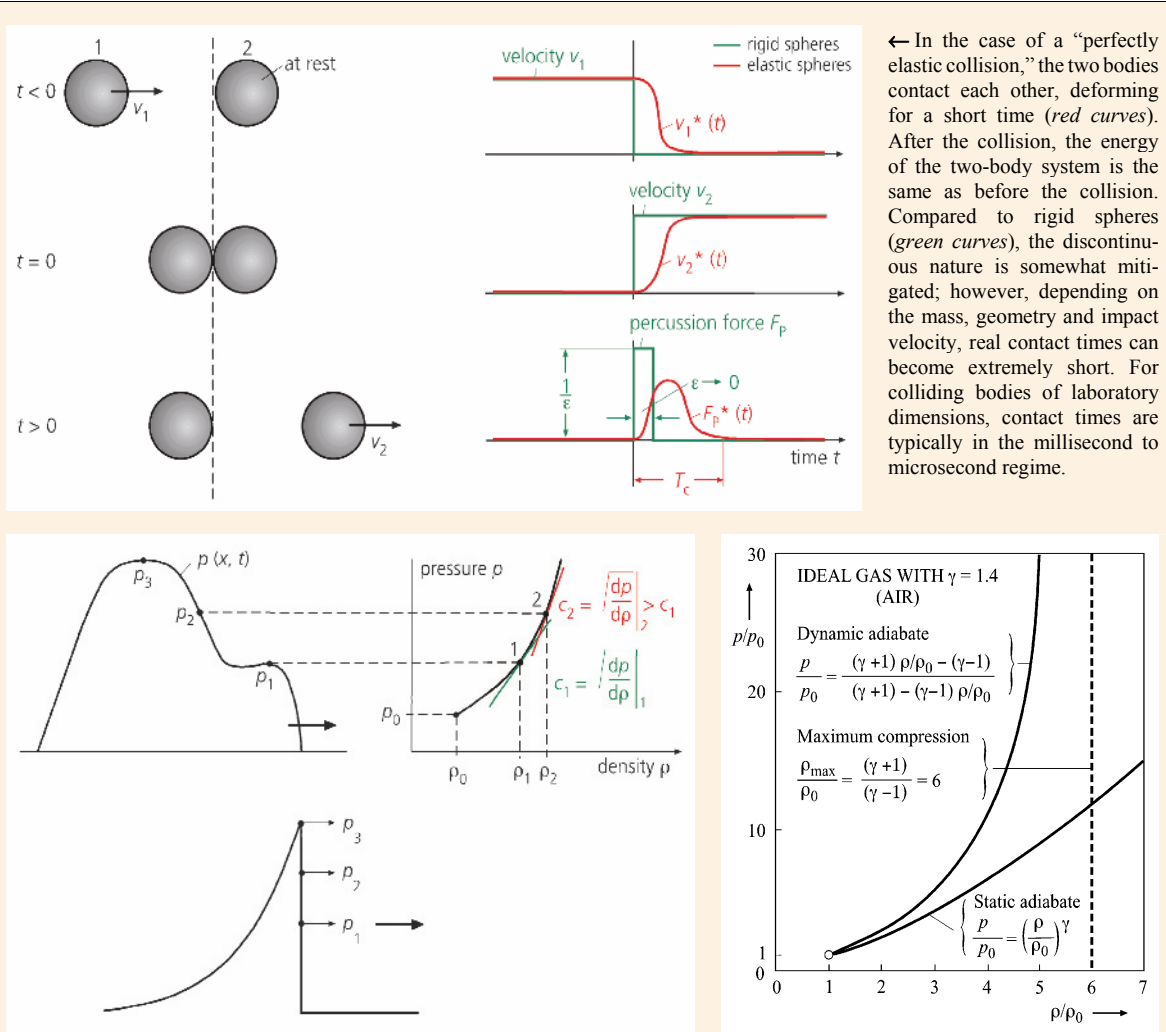 1
2
at rest
t < 0
v1
velocity v1
rigid spheres
elastic spheres
v1* (t)
t = 0
velocity v2
v2* (t)
t > 0
v2
percussion force Fp
1/ε
ε → 0
Fp* (t)
time t
Tc
← In the case of a “perfectly
elastic collision,” the two bodies
contact each other, deforming
for a short time (red curves).
After the collision, the energy
of the two-body system is the
same as before the collision.
Compared to rigid spheres
(green curves), the discontinu-
ous nature is somewhat miti-
gated; however, depending on
the mass, geometry and impact
velocity, real contact times can
become extremely short. For
colliding bodies of laboratory
dimensions, contact times are
typically in the millisecond to
microsecond regime.
p (x, t)
p3
p2
p1
pressure p
2
c2 = √(dp/dρ)|2 > c1
1
c1 = √(dp/dρ)|1
p0
ρ0 ρ1 ρ2 density ρ
p3
p2
p1
30
IDEAL GAS WITH γ = 1.4
(AIR)
p/p0
Dynamic adiabate
p/p0 = ((γ +1) ρ/ρ0 − (γ−1))/((γ+1) − (γ−1) ρ/ρ0)
20
Maximum compression
ρmax/ρ0 = (γ+1)/(γ −1) = 6
10
Static adiabate
p/p0 = (ρ/ρ0)^γ
1
0
0 1 2 3 4 5 6 7
ρ/ρ0 →